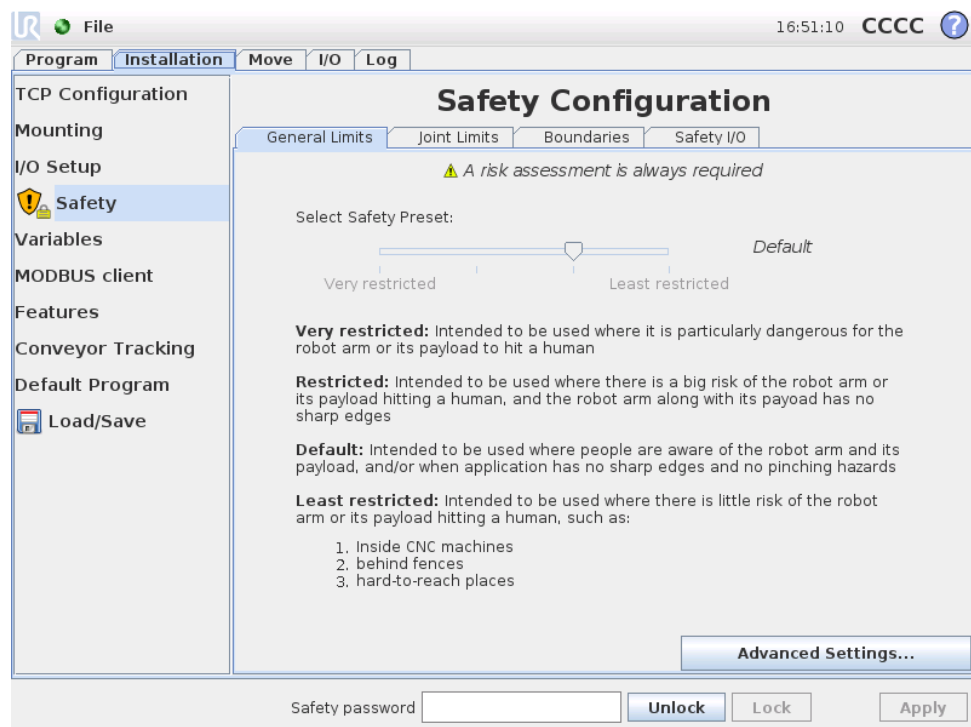 UR File 16:51:10 CCCC ?
Program Installation Move I/O Log
TCP Configuration
Mounting
I/O Setup
Safety
Variables
MODBUS client
Features
Conveyor Tracking
Default Program
Load/Save
Safety Configuration
General Limits Joint Limits Boundaries Safety I/O
A risk assessment is always required
Select Safety Preset:
Default
Very restricted Least restricted
Very restricted: Intended to be used where it is particularly dangerous for the
robot arm or its payload to hit a human
Restricted: Intended to be used where there is a big risk of the robot arm or
its payload hitting a human, and the robot arm along with its payoad has no
sharp edges
Default: Intended to be used where people are aware of the robot arm and its
payload, and/or when application has no sharp edges and no pinching hazards
Least restricted: Intended to be used where there is little risk of the robot
arm or its payload hitting a human, such as:
1. Inside CNC machines
2. behind fences
3. hard-to-reach places
Advanced Settings...
Safety password Unlock Lock Apply